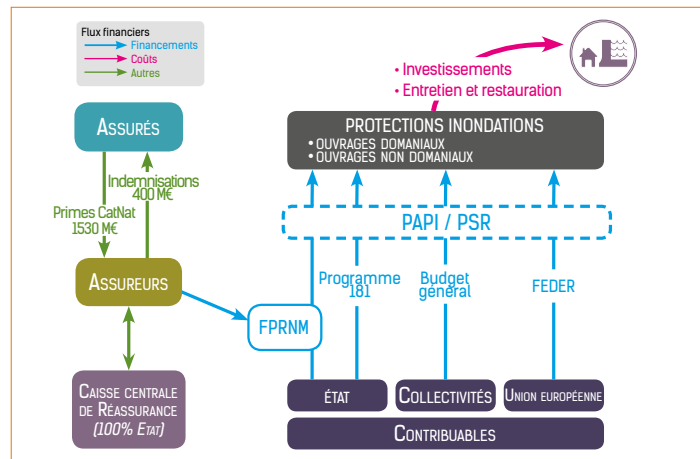 Flux financiers
Financements
Coûts
Autres
• Investissements
• Entretien et restauration
ASSURÉS
PROTECTIONS INONDATIONS
• OUVRAGES DOMANIAUX
• OUVRAGES NON DOMANIAUX
Indemnisations
400 M€
Primes CatNat
1530 M€
PAPI / PSR
ASSUREURS
Programme
181
Budget
général
FEDER
FPRNM
CAISSE CENTRALE
DE RÉASSURANCE
(100% ETAT)
ÉTAT
COLLECTIVITÉS
UNION EUROPÉENNE
CONTRIBUABLES